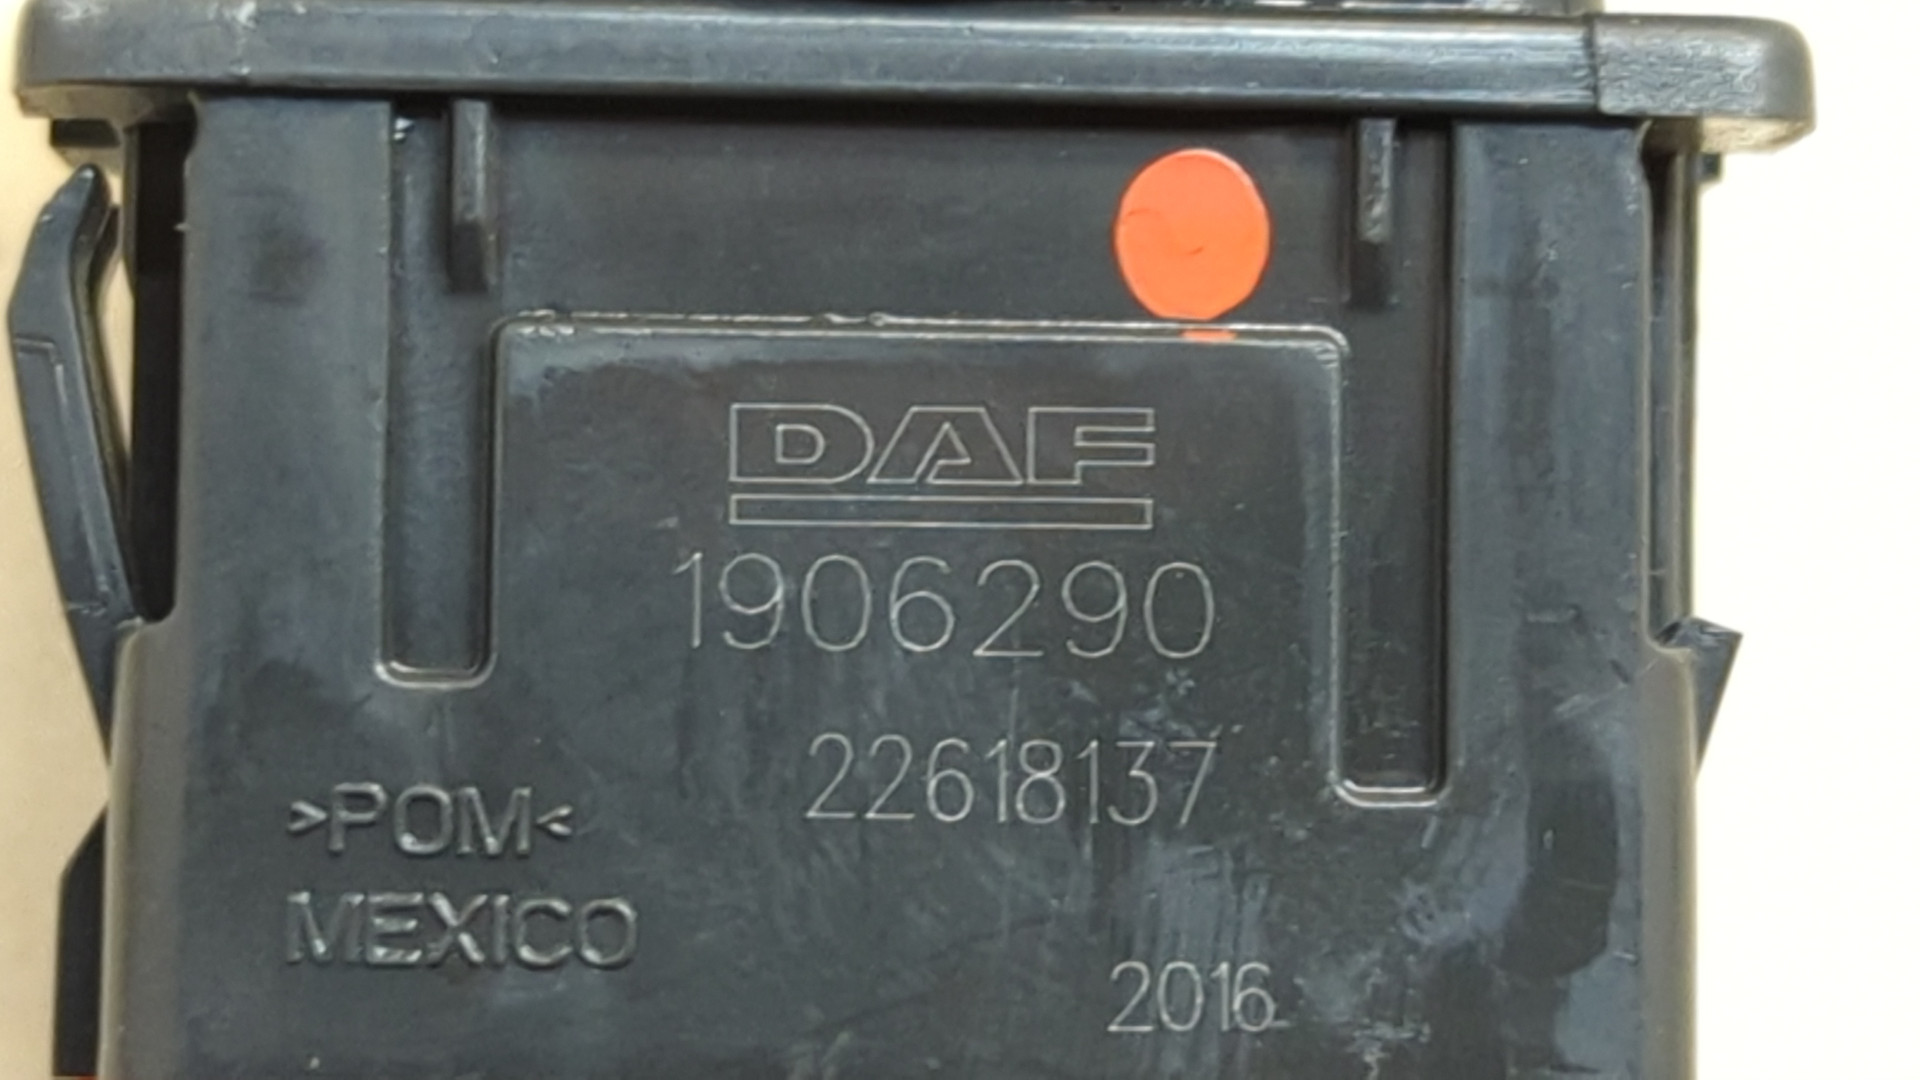 DAF
1906290
22618137
>POM<
MEXICO
2016